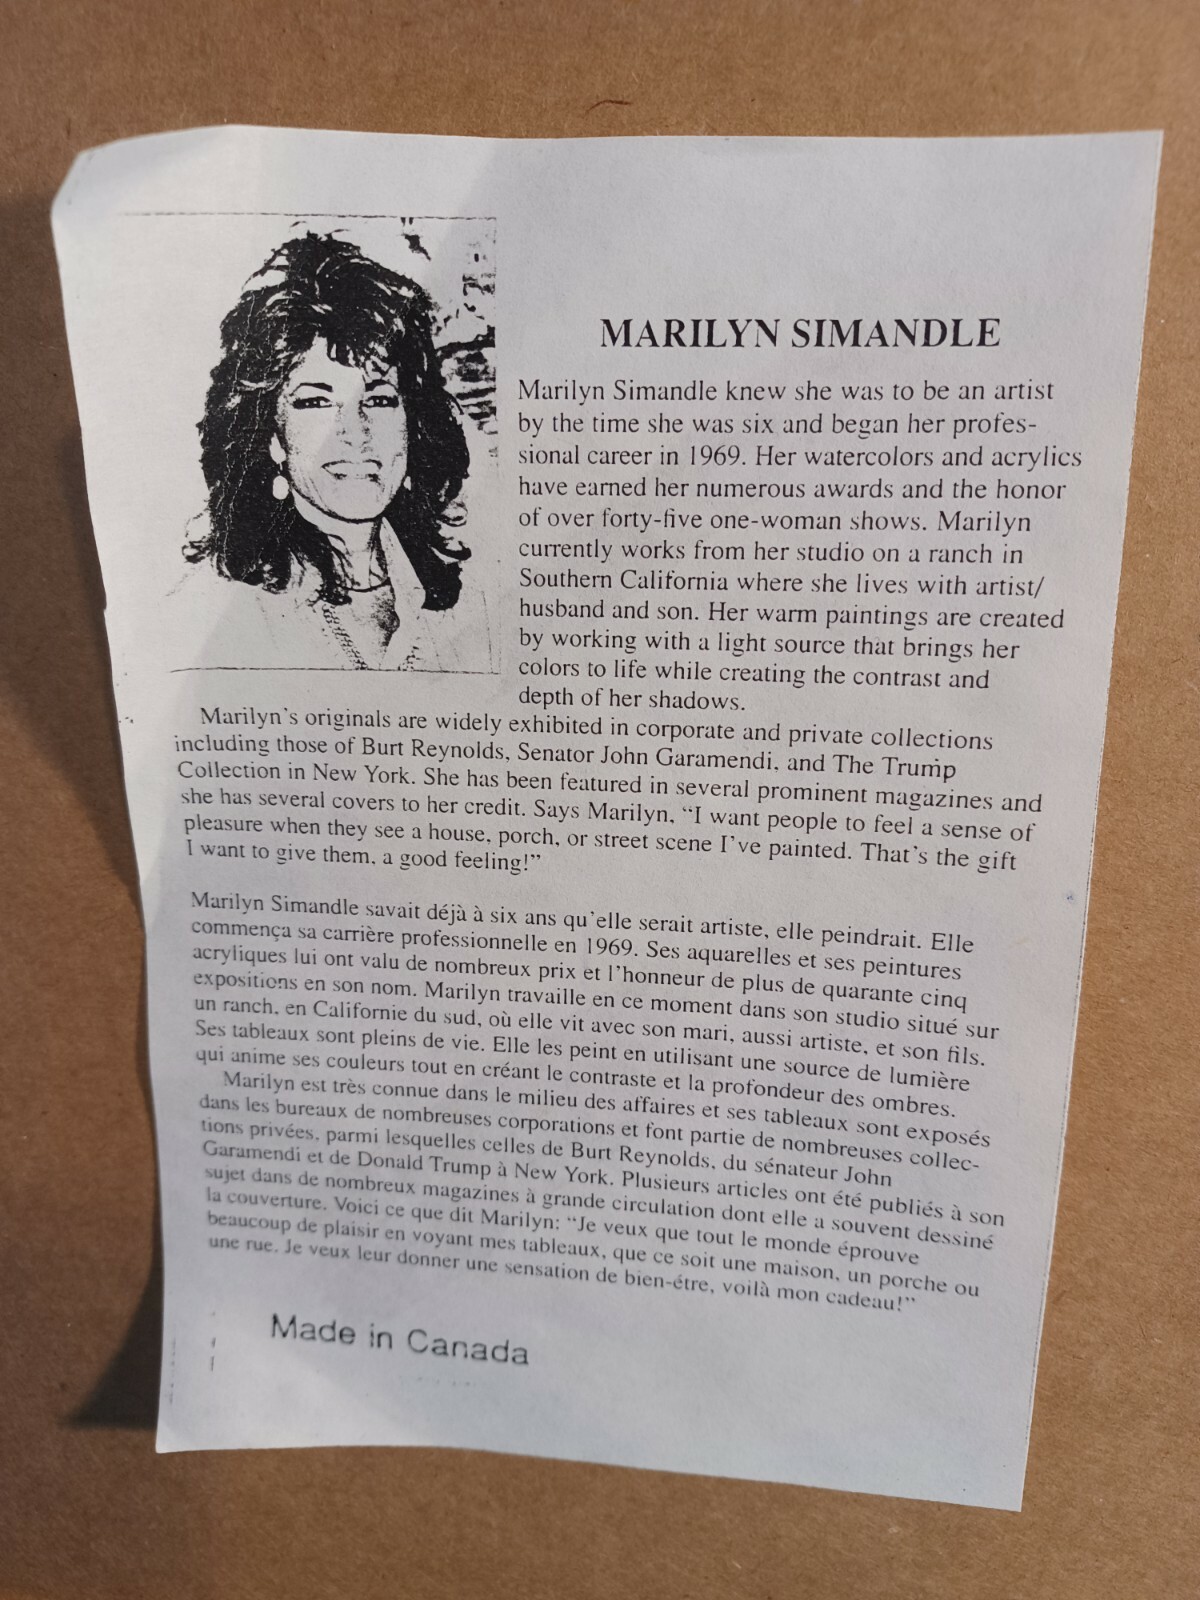 MARILYN SIMANDLE
Marilyn Simandle knew she was to be an artist
by the time she was six and began her profes-
sional career in 1969. Her watercolors and acrylics
have earned her numerous awards and the honor
of over forty-five one-woman shows. Marilyn
currently works from her studio on a ranch in
Southern California where she lives with artist/
husband and son. Her warm paintings are created
by working with a light source that brings her
colors to life while creating the contrast and
depth of her shadows.
Marilyn's originals are widely exhibited in corporate and private collections
including those of Burt Reynolds, Senator John Garamendi, and The Trump
Collection in New York. She has been featured in several prominent magazines and
she has several covers to her credit. Says Marilyn, “I want people to feel a sense of
pleasure when they see a house, porch, or street scene I've painted. That's the gift
I want to give them, a good feeling!”
Marilyn Simandle savait déjà à six ans qu'elle serait artiste, elle peindrait. Elle
commença sa carrière professionnelle en 1969. Ses aquarelles et ses peintures
acryliques lui ont valu de nombreux prix et l'honneur de plus de quarante cinq
expositions en son nom. Marilyn travaille en ce moment dans son studio situé sur
un ranch, en Californie du sud, où elle vit avec son mari, aussi artiste, et son fils.
Ses tableaux sont pleins de vie. Elle les peint en utilisant une source de lumière
qui anime ses couleurs tout en créant le contraste et la profondeur des ombres.
Marilyn est très connue dans le milieu des affaires et ses tableaux sont exposés
dans les bureaux de nombreuses corporations et font partie de nombreuses collec-
tions privées, parmi lesquelles celles de Burt Reynolds, du sénateur John
Garamendi et de Donald Trump à New York. Plusieurs articles ont été publiés à son
sujet dans de nombreux magazines à grande circulation dont elle a souvent dessiné
la couverture. Voici ce que dit Marilyn: “Je veux que tout le monde éprouve
beaucoup de plaisir en voyant mes tableaux, que ce soit une maison, un porche ou
une rue. Je veux leur donner une sensation de bien-étre, voilà mon cadeau!”
Made in Canada